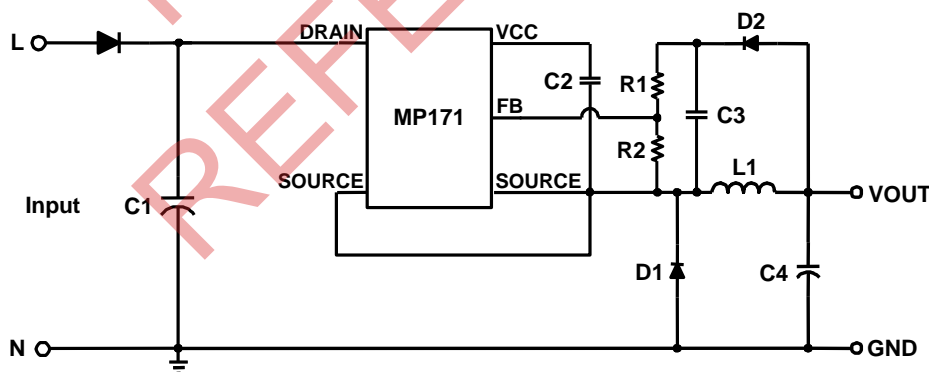 D2
L
DRAIN
VCC
C2
R1
FB
C3
MP171
R2
L1
SOURCE
SOURCE
Input
C1
VOUT
D1
C4
N
GND
REFE